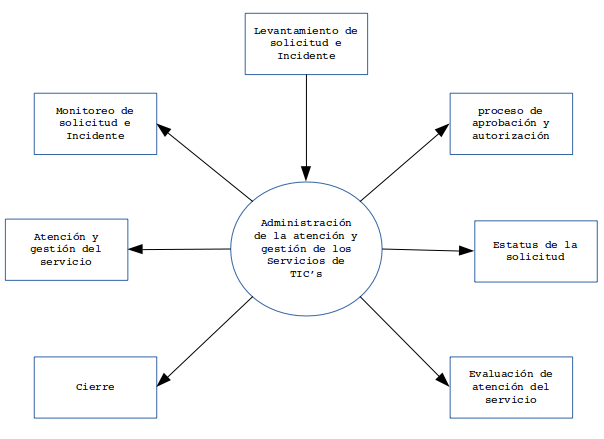 Levantamiento de
solicitud e
Incidente
Monitoreo de
solicitud e
Incidente
proceso de
aprobación y
autorización
Administración
de la atención y
gestión de los
Servicios de
TIC’s
Atención y
gestión del
servicio
Estatus de la
solicitud
Cierre
Evaluación de
atención del
servicio